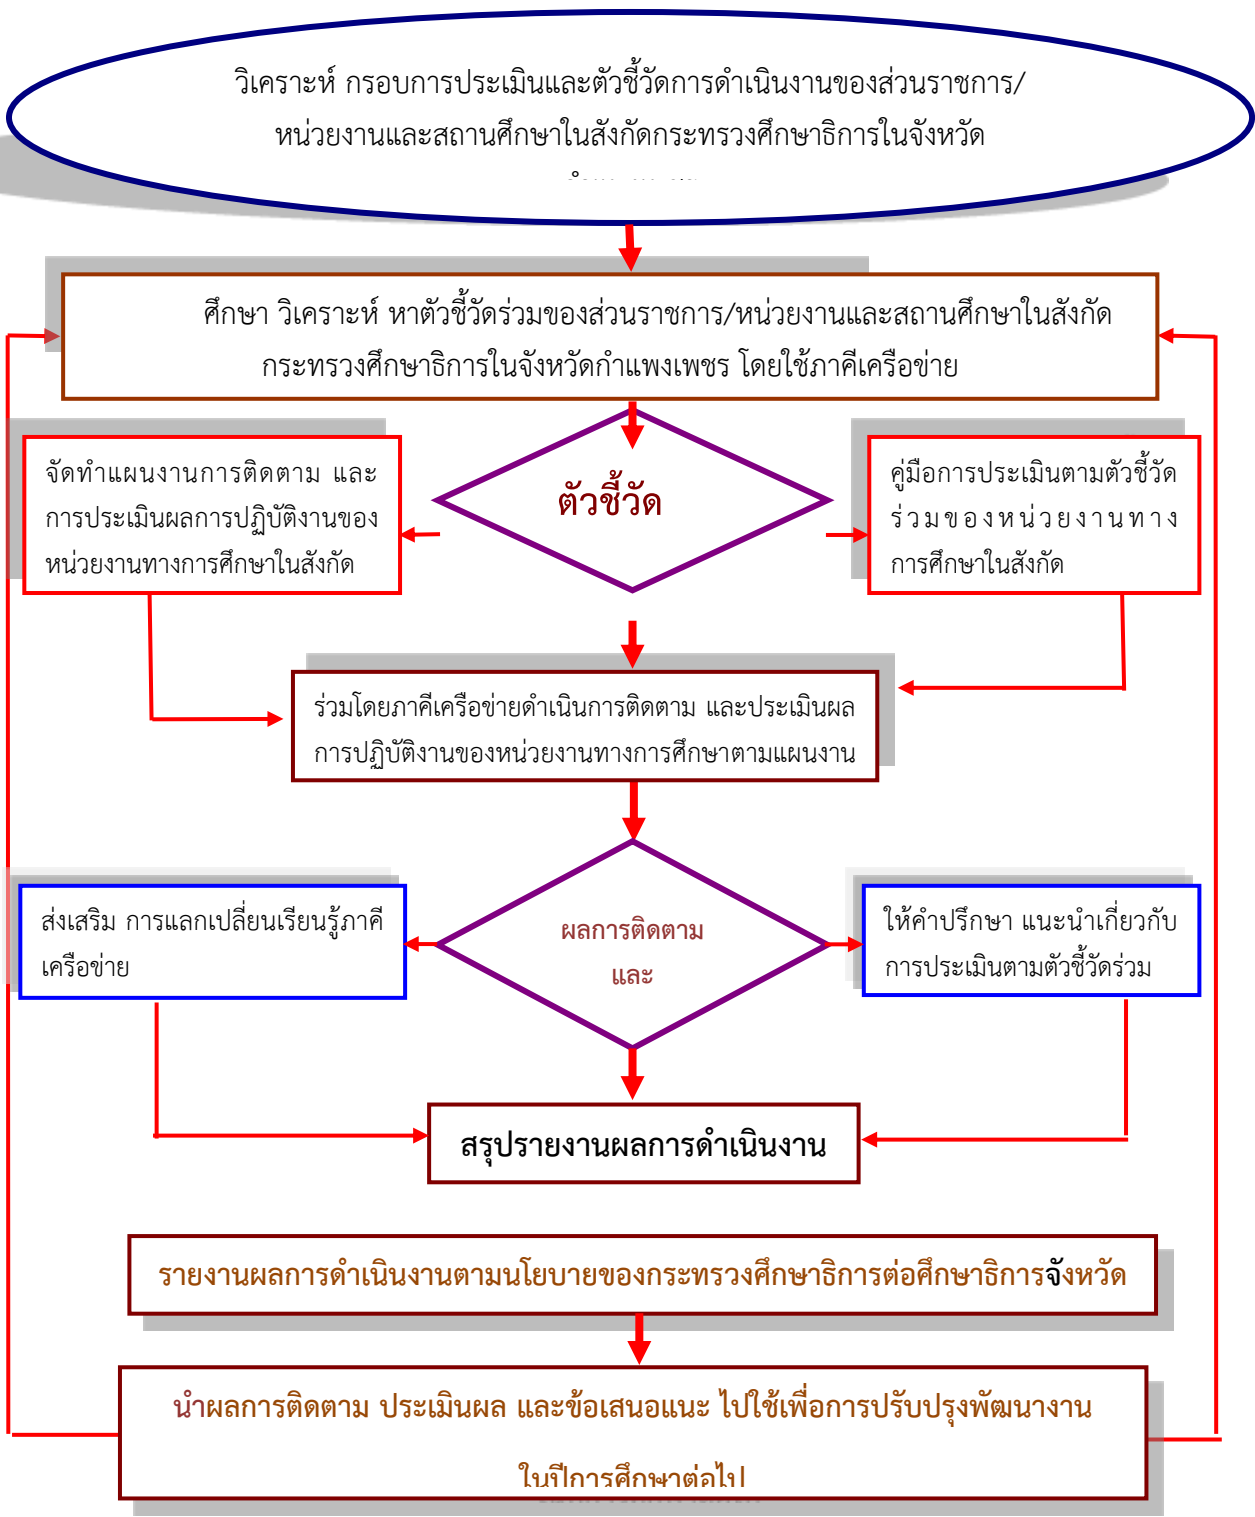 วิเคราะห์ กรอบการประเมินและตัวชี้วัดการดำเนินงานของส่วนราชการ/
หน่วยงานและสถานศึกษาในสังกัดกระทรวงศึกษาธิการในจังหวัด
ศึกษา วิเคราะห์ หาตัวชี้วัดร่วมของส่วนราชการ/หน่วยงานและสถานศึกษาในสังกัด
กระทรวงศึกษาธิการในจังหวัดกำแพงเพชร โดยใช้ภาคีเครือข่าย
จัดทำแผนงานการติดตาม และ
การประเมินผลการปฏิบัติงานของ
หน่วยงานทางการศึกษาในสังกัด
ตัวชี้วัด
คู่มือการประเมินตามตัวชี้วัด
ร่วมของหน่วยงานทาง
การศึกษาในสังกัด
ร่วมโดยภาคีเครือข่ายดำเนินการติดตาม และประเมินผล
การปฏิบัติงานของหน่วยงานทางการศึกษาตามแผนงาน
ส่งเสริม การแลกเปลี่ยนเรียนรู้ภาคี
เครือข่าย
ผลการติดตาม
และ
ให้คำปรึกษา แนะนำเกี่ยวกับ
การประเมินตามตัวชี้วัดร่วม
สรุปรายงานผลการดำเนินงาน
รายงานผลการดำเนินงานตามนโยบายของกระทรวงศึกษาธิการต่อศึกษาธิการจังหวัด
นำผลการติดตาม ประเมินผล และข้อเสนอแนะ ไปใช้เพื่อการปรับปรุงพัฒนางาน
ในปีการศึกษาต่อไป